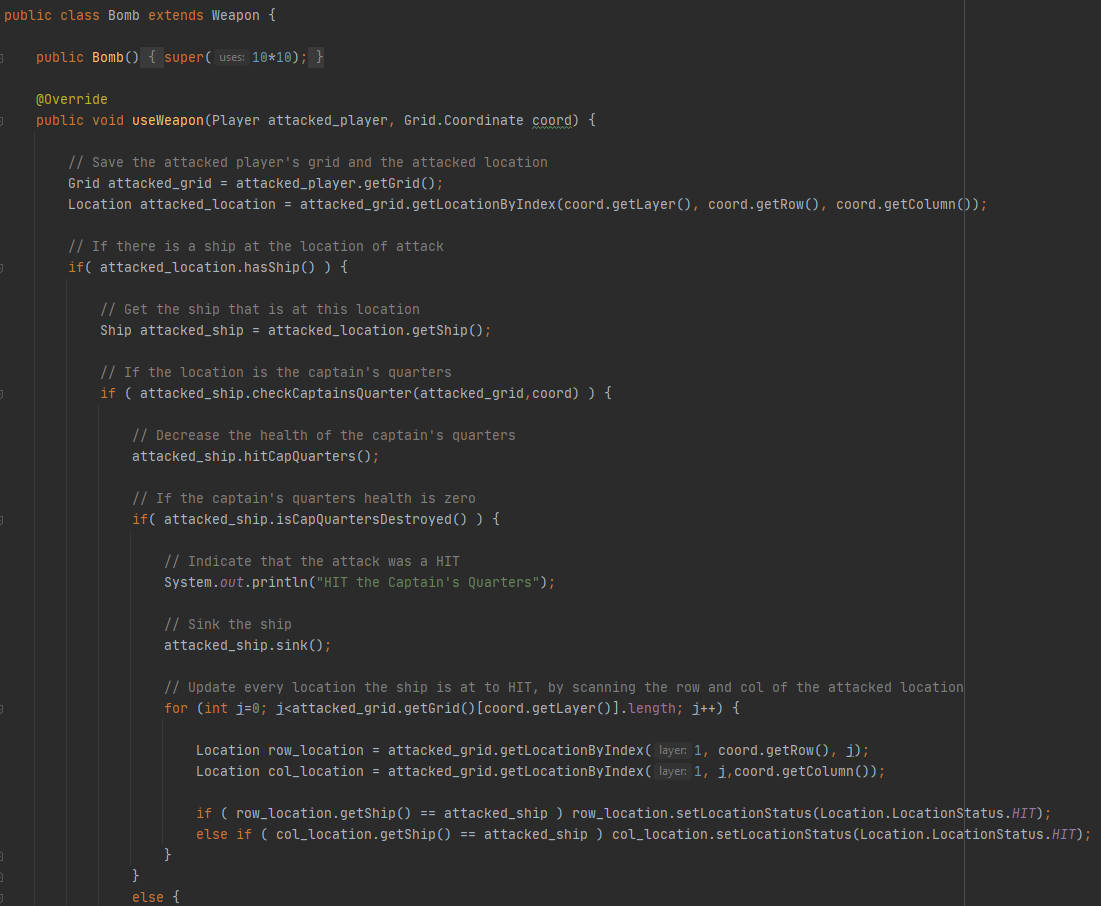 public class Bomb extends Weapon {
public Bomb() { super( uses: 10*10); }
@Override
public void useWeapon(Player attacked_player, Grid.Coordinate coord) {
// Save the attacked player's grid and the attacked location
Grid attacked_grid = attacked_player.getGrid();
Location attacked_location = attacked_grid.getLocationByIndex(coord.getLayer(), coord.getRow(), coord.getColumn());
// If there is a ship at the location of attack
if( attacked_location.hasShip() ) {
// Get the ship that is at this location
Ship attacked_ship = attacked_location.getShip();
// If the location is the captain's quarters
if ( attacked_ship.checkCaptainsQuarter(attacked_grid,coord) ) {
// Decrease the health of the captain's quarters
attacked_ship.hitCapQuarters();
// If the captain's quarters health is zero
if( attacked_ship.isCapQuartersDestroyed() ) {
// Indicate that the attack was a HIT
System.out.println("HIT the Captain's Quarters");
// Sink the ship
attacked_ship.sink();
// Update every location the ship is at to HIT, by scanning the row and col of the attacked location
for (int j=0; j<attacked_grid.getGrid()[coord.getLayer()].length; j++) {
Location row_location = attacked_grid.getLocationByIndex( layer: 1, coord.getRow(), j);
Location col_location = attacked_grid.getLocationByIndex( layer: 1, j,coord.getColumn());
if ( row_location.getShip() == attacked_ship ) row_location.setLocationStatus(Location.LocationStatus.HIT);
else if ( col_location.getShip() == attacked_ship ) col_location.setLocationStatus(Location.LocationStatus.HIT);
}
}
else {